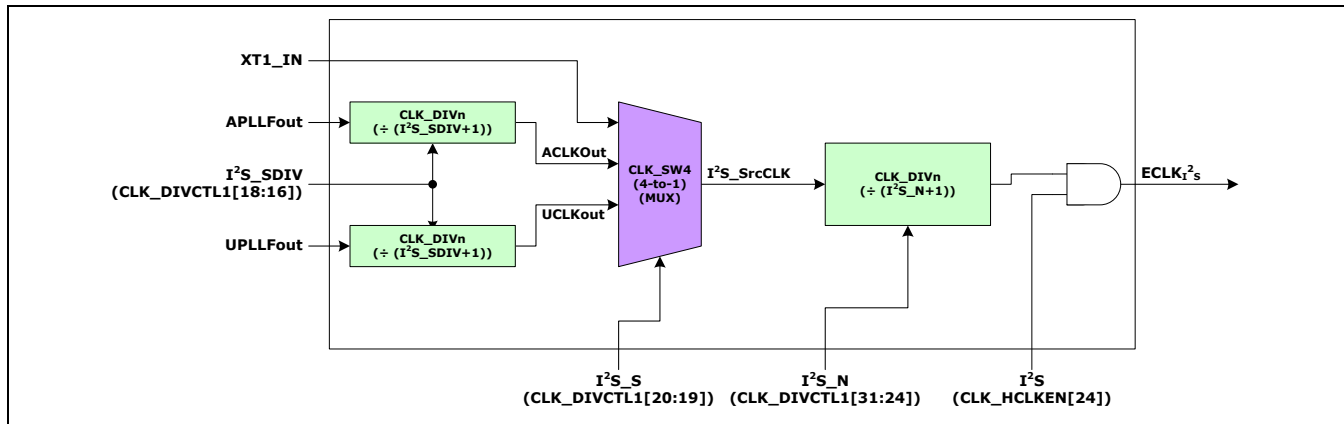 XT1_IN
APLLFout
CLK_DIVn
(÷ (I²S_SDIV+1))
ACLKOut
I²S_SDIV
(CLK_DIVCTL1[18:16])
UCLKout
UPLLFout
CLK_DIVn
(÷ (I²S_SDIV+1))
CLK_SW4
(4-to-1)
(MUX)
I²S_SrcCLK
CLK_DIVn
(÷ (I²S_N+1))
ECLKI²S
I²S_S
(CLK_DIVCTL1[20:19])
I²S_N
(CLK_DIVCTL1[31:24])
I²S
(CLK_HCLKEN[24])